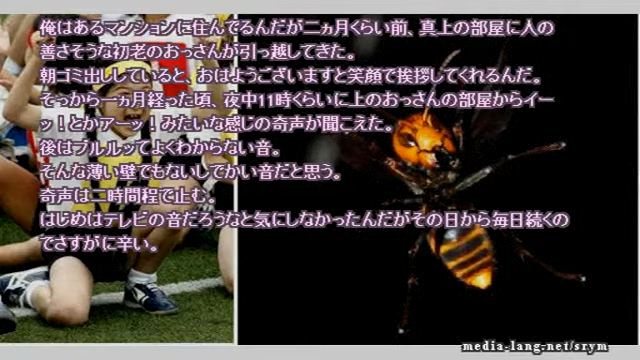 俺はあるマンションに住んでるんだが二ヵ月くらい前、真上の部屋に人の
善さそうな初老のおっさんが引っ越してきた。
朝ゴミ出ししていると、おはようございますと笑顔で挨拶してくれるんだ。
そっから一ヵ月経った頃、夜中11時くらいに上のおっさんの部屋からイー
ッ！とかアーッ！みたいな感じの奇声が聞こえた。
後はブルルッてよくわからない音。
そんな薄い壁でもないしでかい音だと思う。
奇声は二時間程で止む。
はじめはテレビの音だろうなと気にしなかったんだがその日から毎日続くの
でさすがに辛い。
media-lang-net/srym